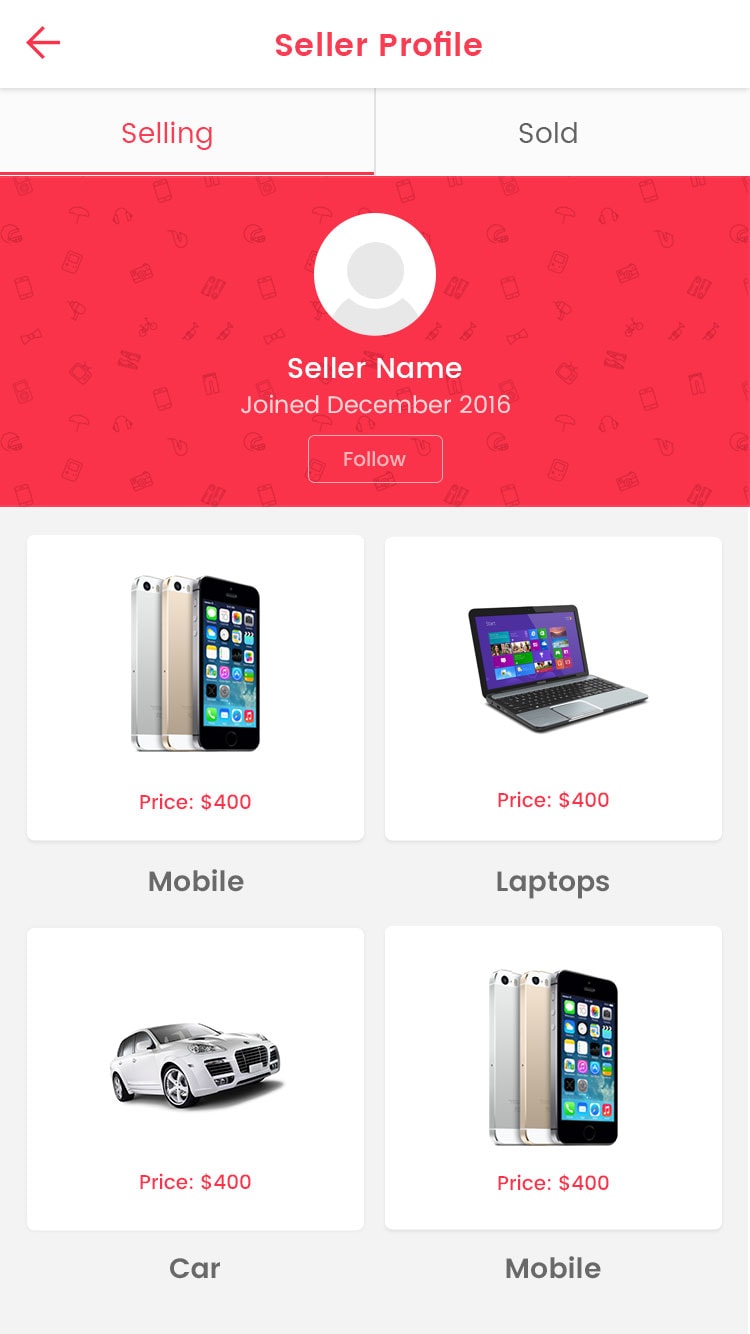 Seller Profile
Selling
Sold
Seller Name
Joined December 2016
Follow
Price: $400
Price: $400
Mobile
Laptops
Price: $400
Price: $400
Car
Mobile